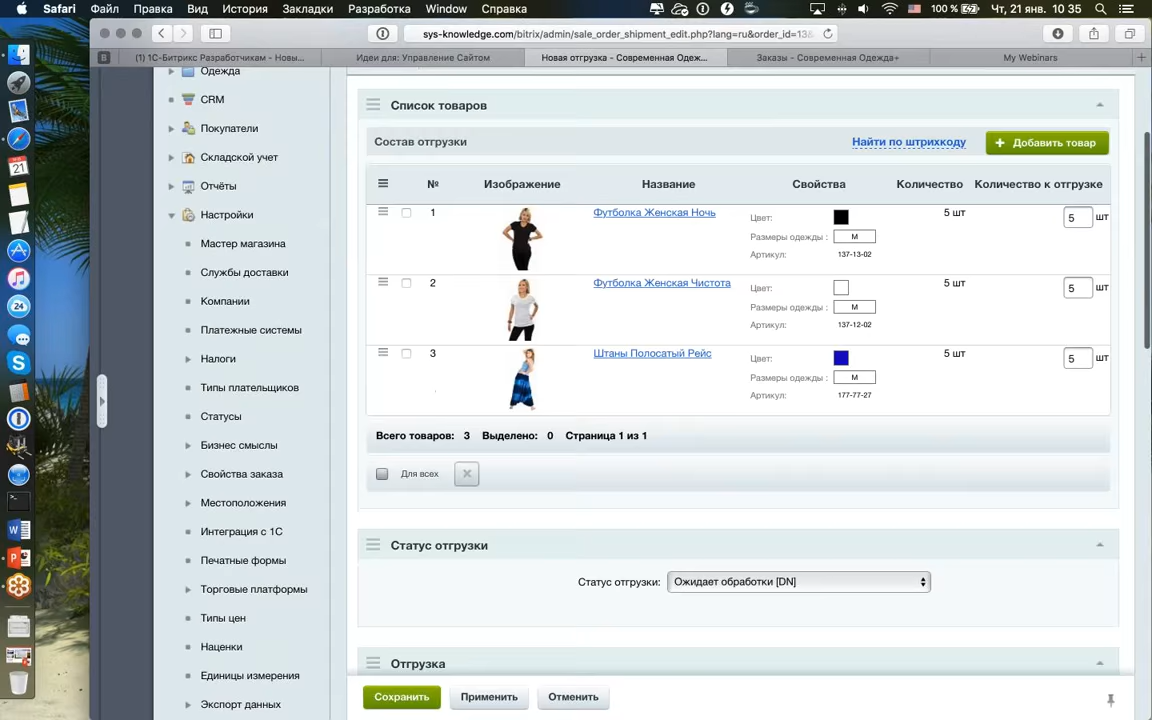 Safari Файл Правка Вид История Закладки Разработка Window Справка 100 % Чт, 21 янв. 10 35
sys-knowledge.com/bitrix/admin/sale_order_shipment_edit.php?lang=ru&order_id=13&
(1) 1С-Битрикс Разработчикам - Новы... Идеи для: Управление Сайтом Новая отгрузка - Современная Одеж... Заказы - Современная Одежда+ My Webinars
Одежда
CRM
Покупатели
Складской учет
Отчёты
Настройки
Мастер магазина
Службы доставки
Компании
Платежные системы
Налоги
Типы плательщиков
Статусы
Бизнес смыслы
Свойства заказа
Местоположения
Интеграция с 1С
Печатные формы
Торговые платформы
Типы цен
Наценки
Единицы измерения
Экспорт данных
Список товаров
Состав отгрузки Найти по штрихкоду + Добавить товар
№ Изображение Название Свойства Количество Количество к отгрузке
1 Футболка Женская Ночь Цвет: 5 шт 5 шт
Размеры одежды : M
Артикул: 137-13-02
2 Футболка Женская Чистота Цвет: 5 шт 5 шт
Размеры одежды : M
Артикул: 137-12-02
3 Штаны Полосатый Рейс Цвет: 5 шт 5 шт
Размеры одежды : M
Артикул: 177-77-27
Всего товаров: 3 Выделено: 0 Страница 1 из 1
Для всех
Статус отгрузки
Статус отгрузки: Ожидает обработки [DN]
Отгрузка
Сохранить Применить Отменить